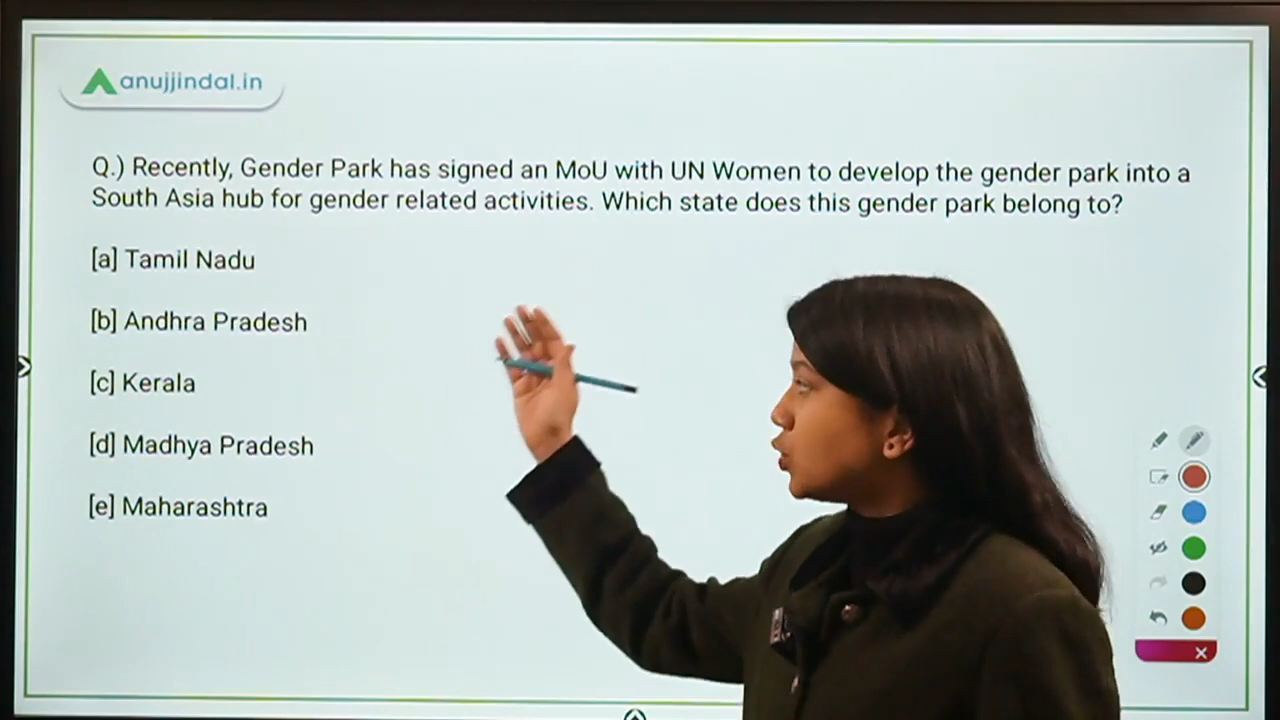 anujjindal.in
Q.) Recently, Gender Park has signed an MoU with UN Women to develop the gender park into a
South Asia hub for gender related activities. Which state does this gender park belong to?
[a] Tamil Nadu
[b] Andhra Pradesh
[c] Kerala
[d] Madhya Pradesh
[e] Maharashtra